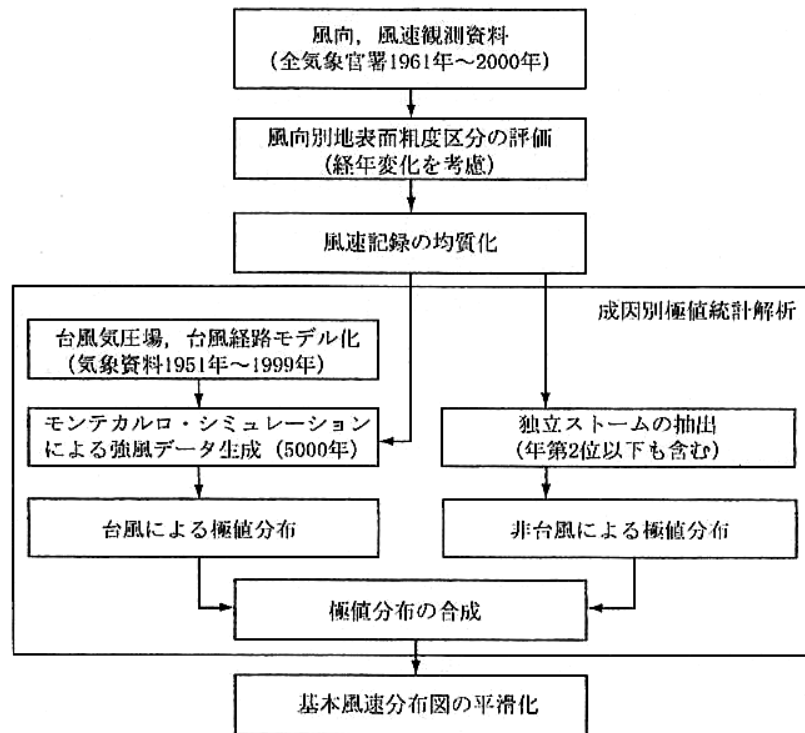 風向，風速観測資料
(全気象官署1961年～2000年)
風向別地表面粗度区分の評価
(経年変化を考慮)
風速記録の均質化
成因別極値統計解析
台風気圧場，台風経路モデル化
(気象資料1951年～1999年)
モンテカルロ・シミュレーション
による強風データ生成 (5000年)
独立ストームの抽出
(年第2位以下も含む)
台風による極値分布
非台風による極値分布
極値分布の合成
基本風速分布図の平滑化